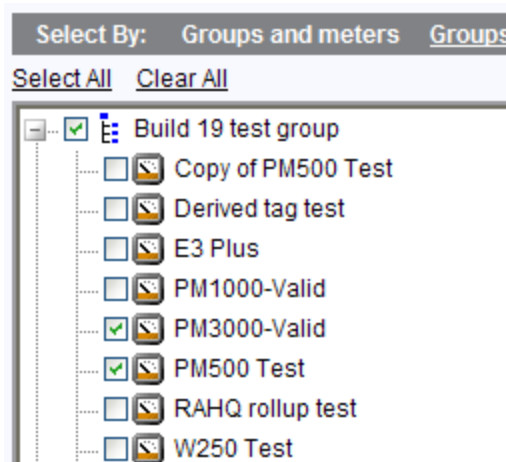 Select By: Groups and meters Groups
Select All Clear All
Build 19 test group
Copy of PM500 Test
Derived tag test
E3 Plus
PM1000-Valid
PM3000-Valid
PM500 Test
RAHQ rollup test
W250 Test